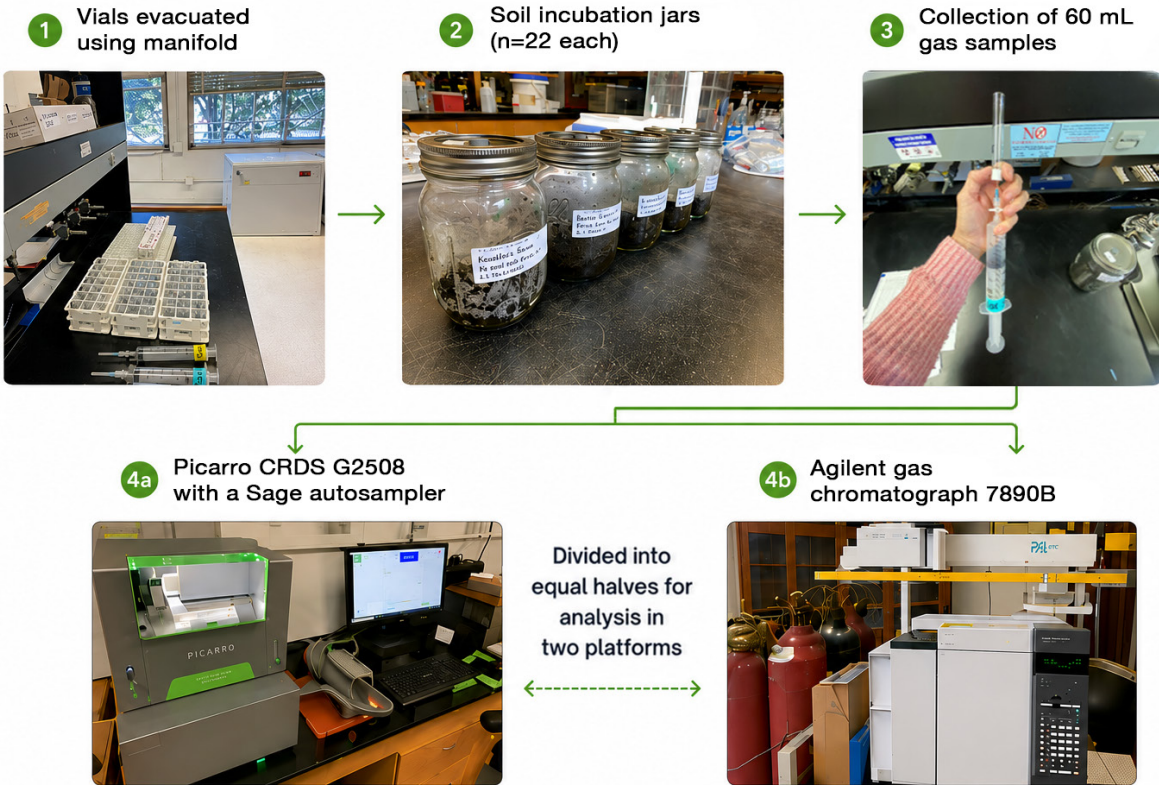 1 Vials evacuated
using manifold
2 Soil incubation jars
(n=22 each)
3 Collection of 60 mL
gas samples
NO
4a Picarro CRDS G2508
with a Sage autosampler
PICARRO
Divided into
equal halves for
analysis in
two platforms
4b Agilent gas
chromatograph 7890B
PAL